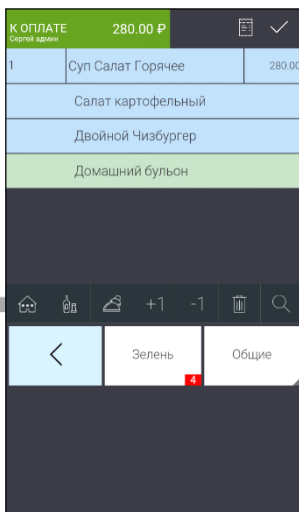 К ОПЛАТЕ 280.00 ₽
Сергей админ
1 Суп Салат Горячее 280.00
Салат картофельный
Двойной Чизбургер
Домашний бульон
+1 -1
Зелень Общие
4